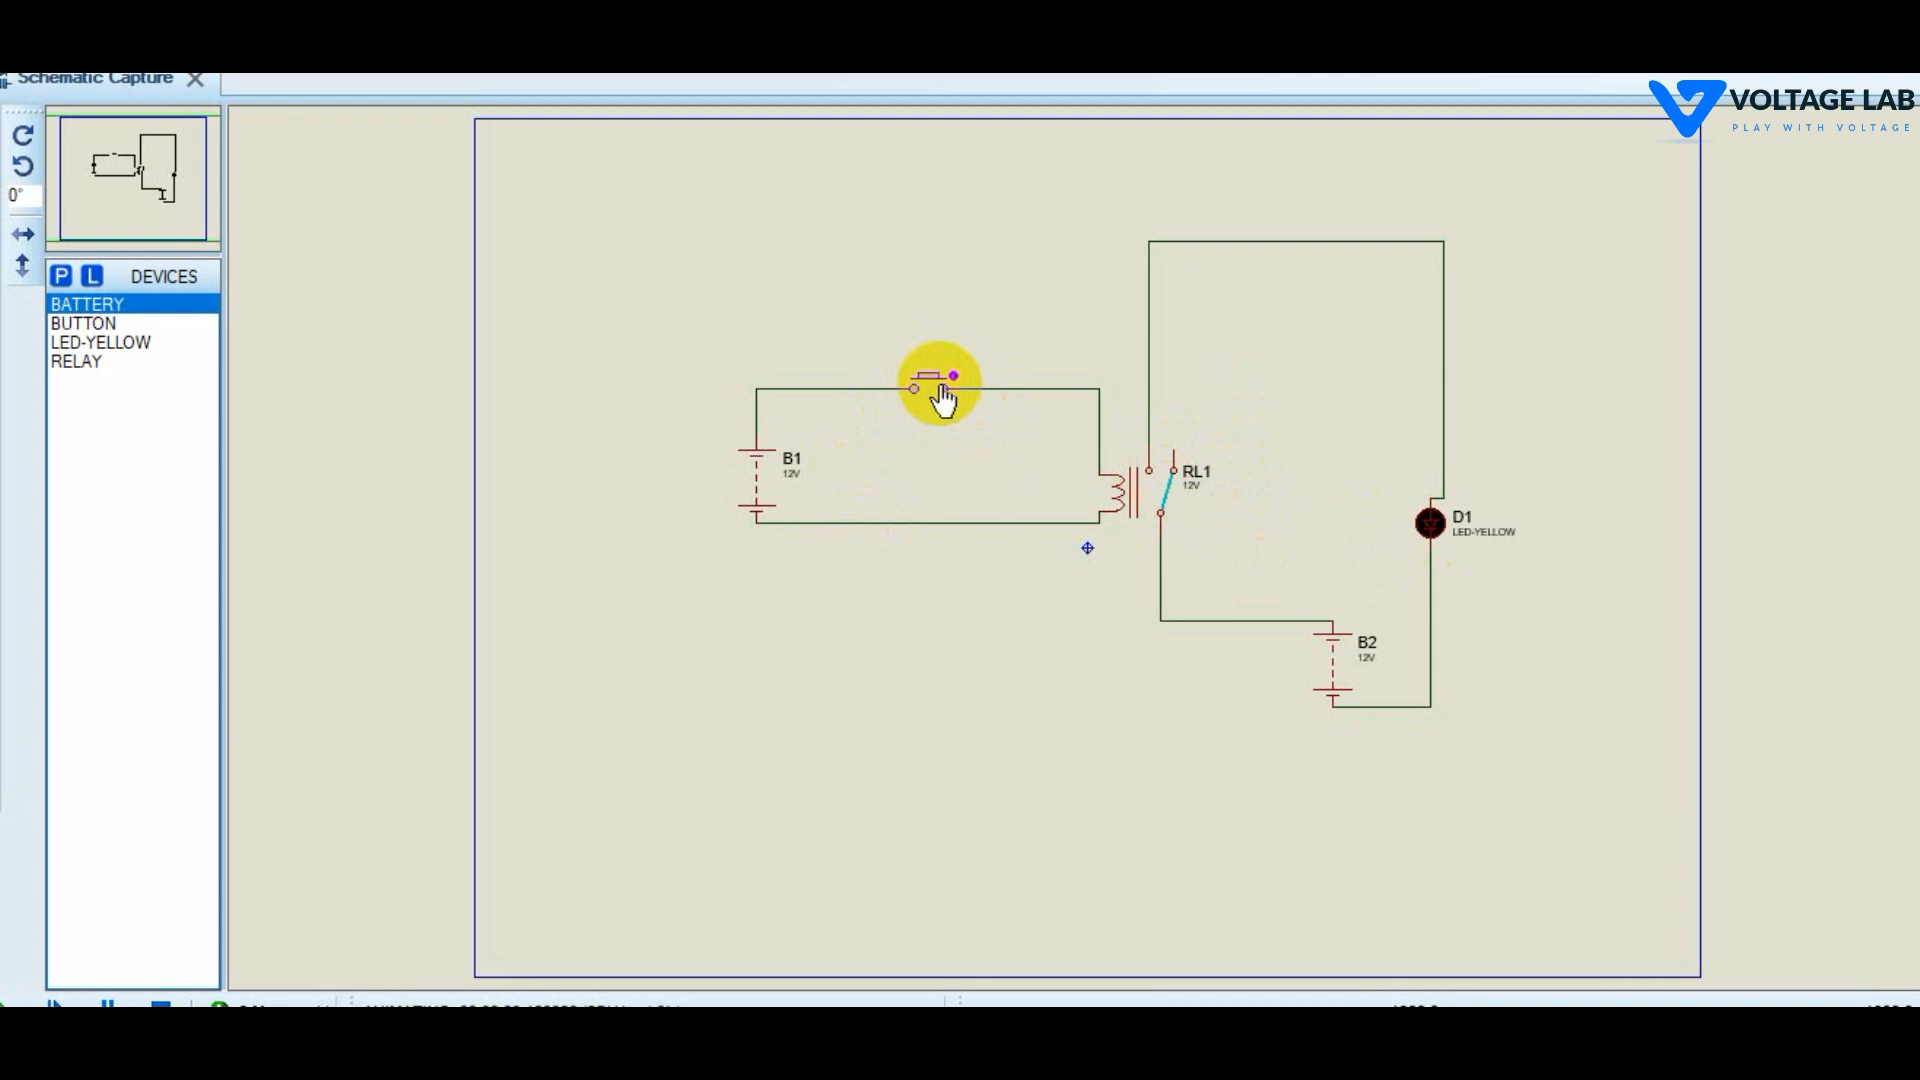 Schematic Capture
VOLTAGE LAB
PLAY WITH VOLTAGE
0°
P L DEVICES
BATTERY
BUTTON
LED-YELLOW
RELAY
B1
12V
RL1
12V
D1
LED-YELLOW
B2
12V